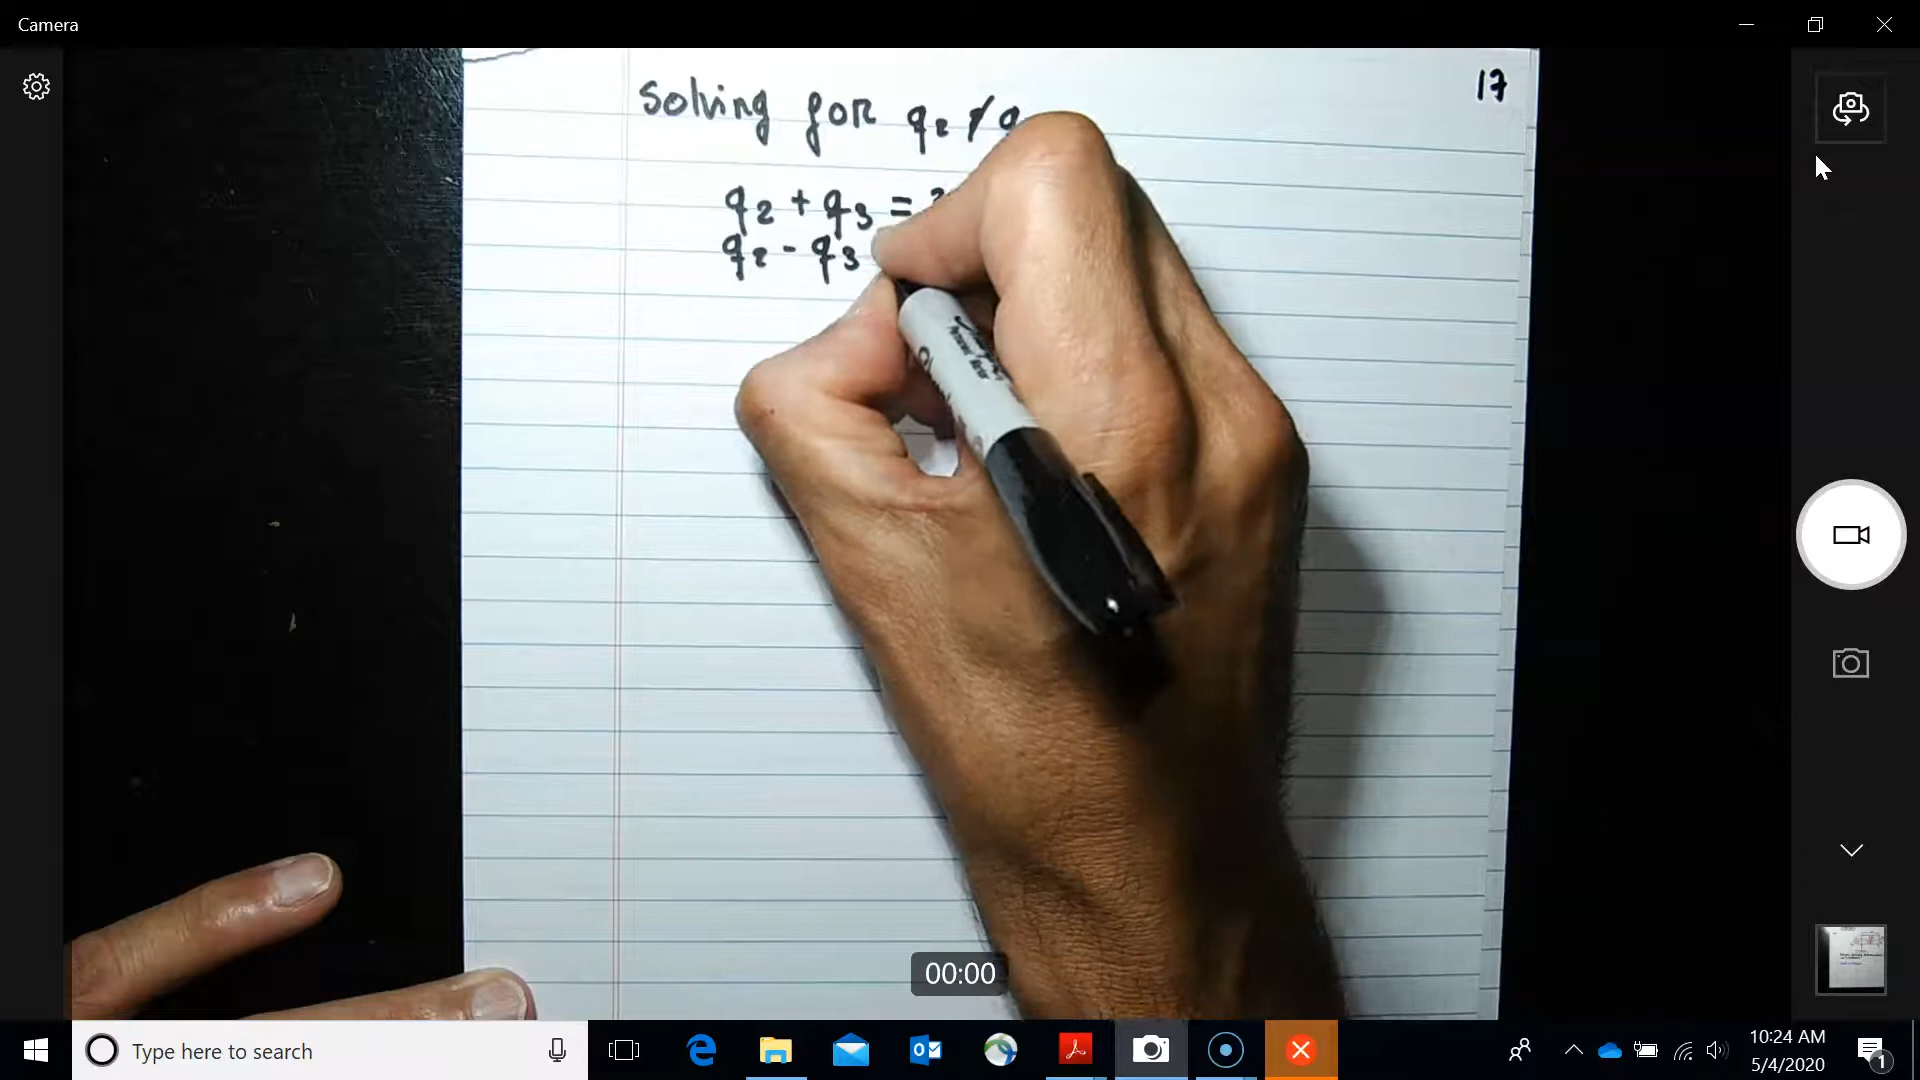 Camera
17
Solving for q2 / q
q2 + q3 =
q2 - q3
00:00
Type here to search
10:24 AM
5/4/2020
1